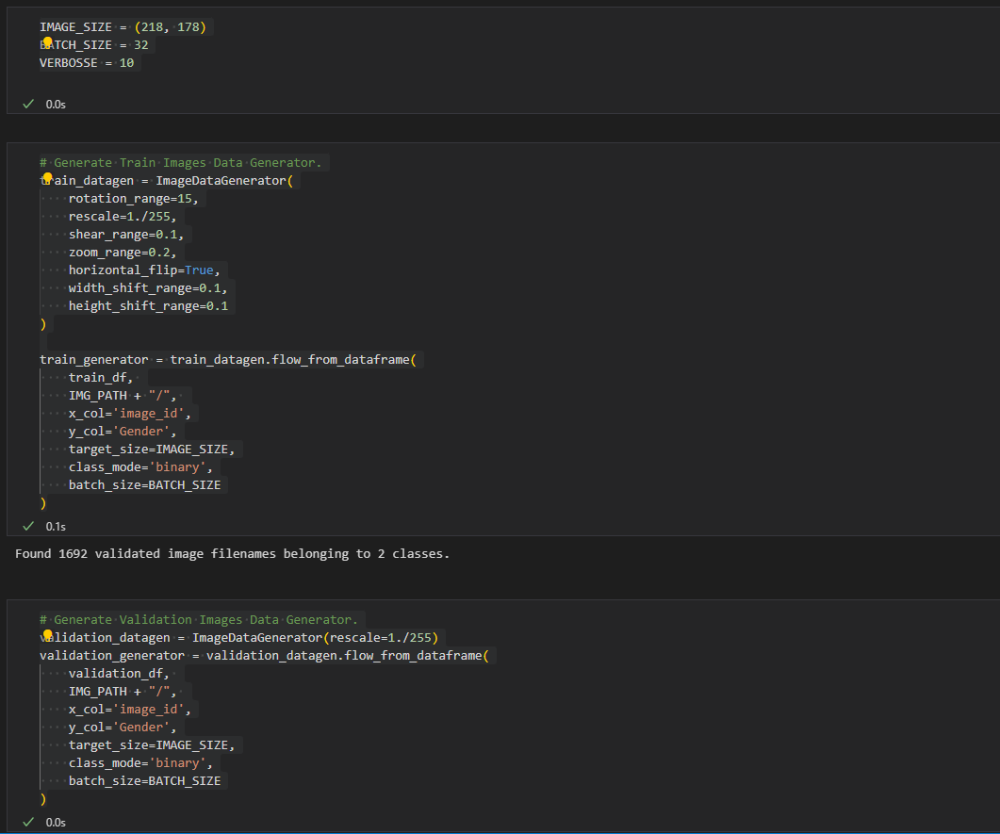 IMAGE_SIZE = (218, 178)
BATCH_SIZE = 32
VERBOSSE = 10
0.0s
# Generate Train Images Data Generator.
train_datagen = ImageDataGenerator(
    rotation_range=15,
    rescale=1./255,
    shear_range=0.1,
    zoom_range=0.2,
    horizontal_flip=True,
    width_shift_range=0.1,
    height_shift_range=0.1
)
train_generator = train_datagen.flow_from_dataframe(
    train_df,
    IMG_PATH + "/",
    x_col='image_id',
    y_col='Gender',
    target_size=IMAGE_SIZE,
    class_mode='binary',
    batch_size=BATCH_SIZE
)
0.1s
Found 1692 validated image filenames belonging to 2 classes.
# Generate Validation Images Data Generator.
validation_datagen = ImageDataGenerator(rescale=1./255)
validation_generator = validation_datagen.flow_from_dataframe(
    validation_df,
    IMG_PATH + "/",
    x_col='image_id',
    y_col='Gender',
    target_size=IMAGE_SIZE,
    class_mode='binary',
    batch_size=BATCH_SIZE
)
0.0s